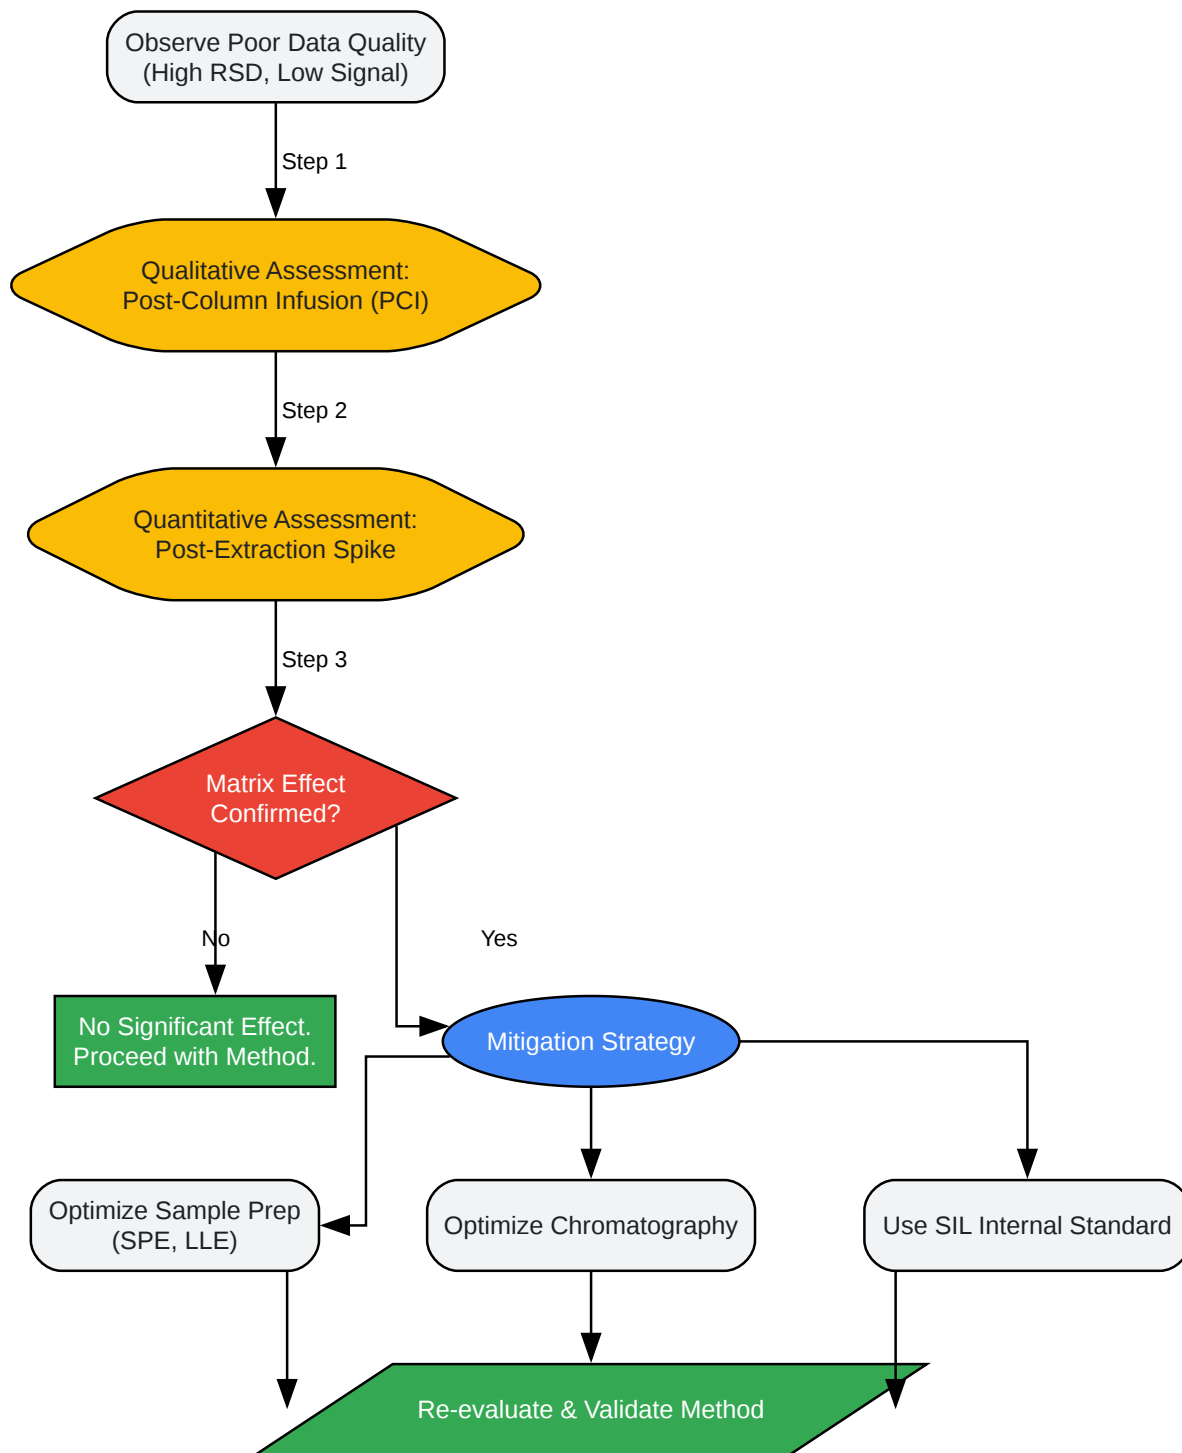 Observe Poor Data Quality
(High RSD, Low Signal)
Step 1
Qualitative Assessment:
Post-Column Infusion (PCI)
Step 2
Quantitative Assessment:
Post-Extraction Spike
Step 3
Matrix Effect
Confirmed?
No
Yes
No Significant Effect.
Proceed with Method.
Mitigation Strategy
Optimize Sample Prep
(SPE, LLE)
Optimize Chromatography
Use SIL Internal Standard
Re-evaluate & Validate Method